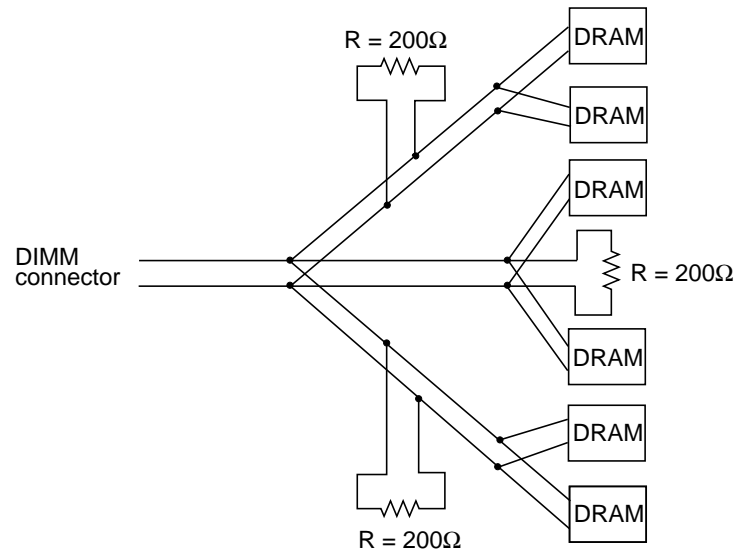 DRAM
R = 200Ω
DRAM
DRAM
DIMM
connector
R = 200Ω
DRAM
DRAM
DRAM
R = 200Ω